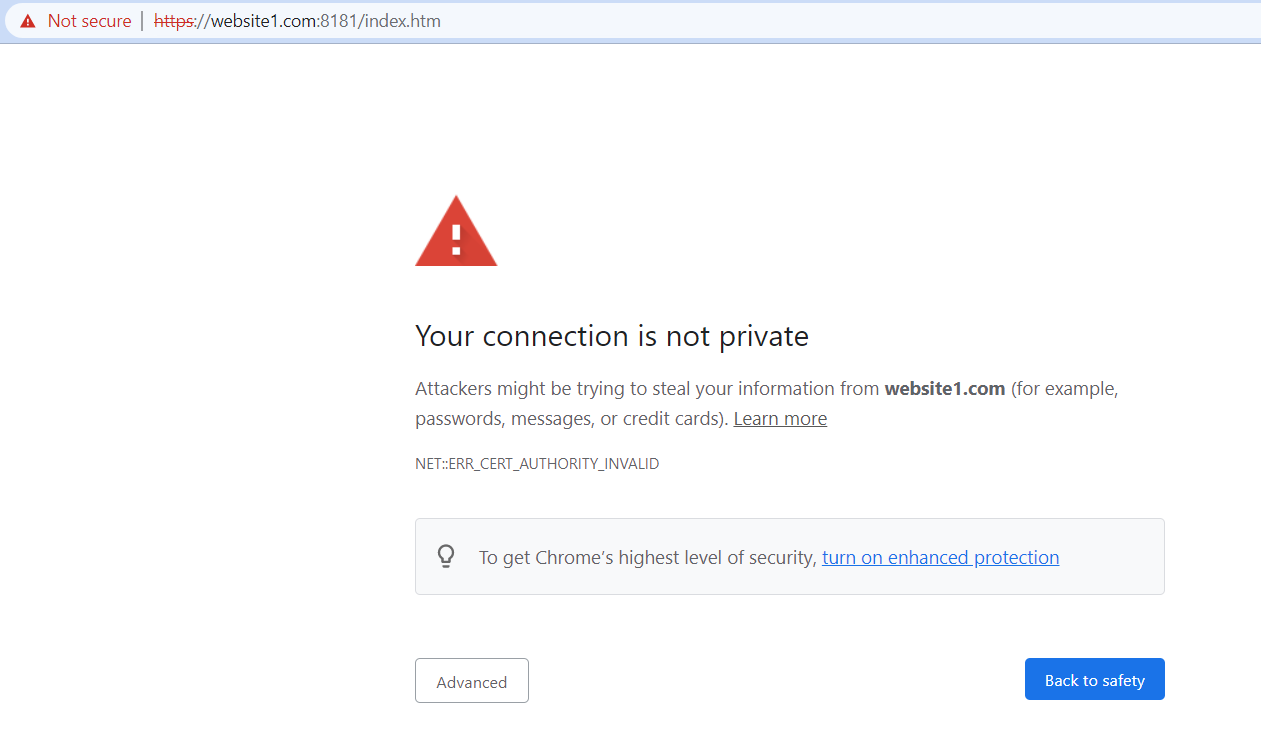 Not secure | https://website1.com:8181/index.htm
Your connection is not private
Attackers might be trying to steal your information from website1.com (for example,
passwords, messages, or credit cards). Learn more
NET::ERR_CERT_AUTHORITY_INVALID
To get Chrome's highest level of security, turn on enhanced protection
Advanced
Back to safety